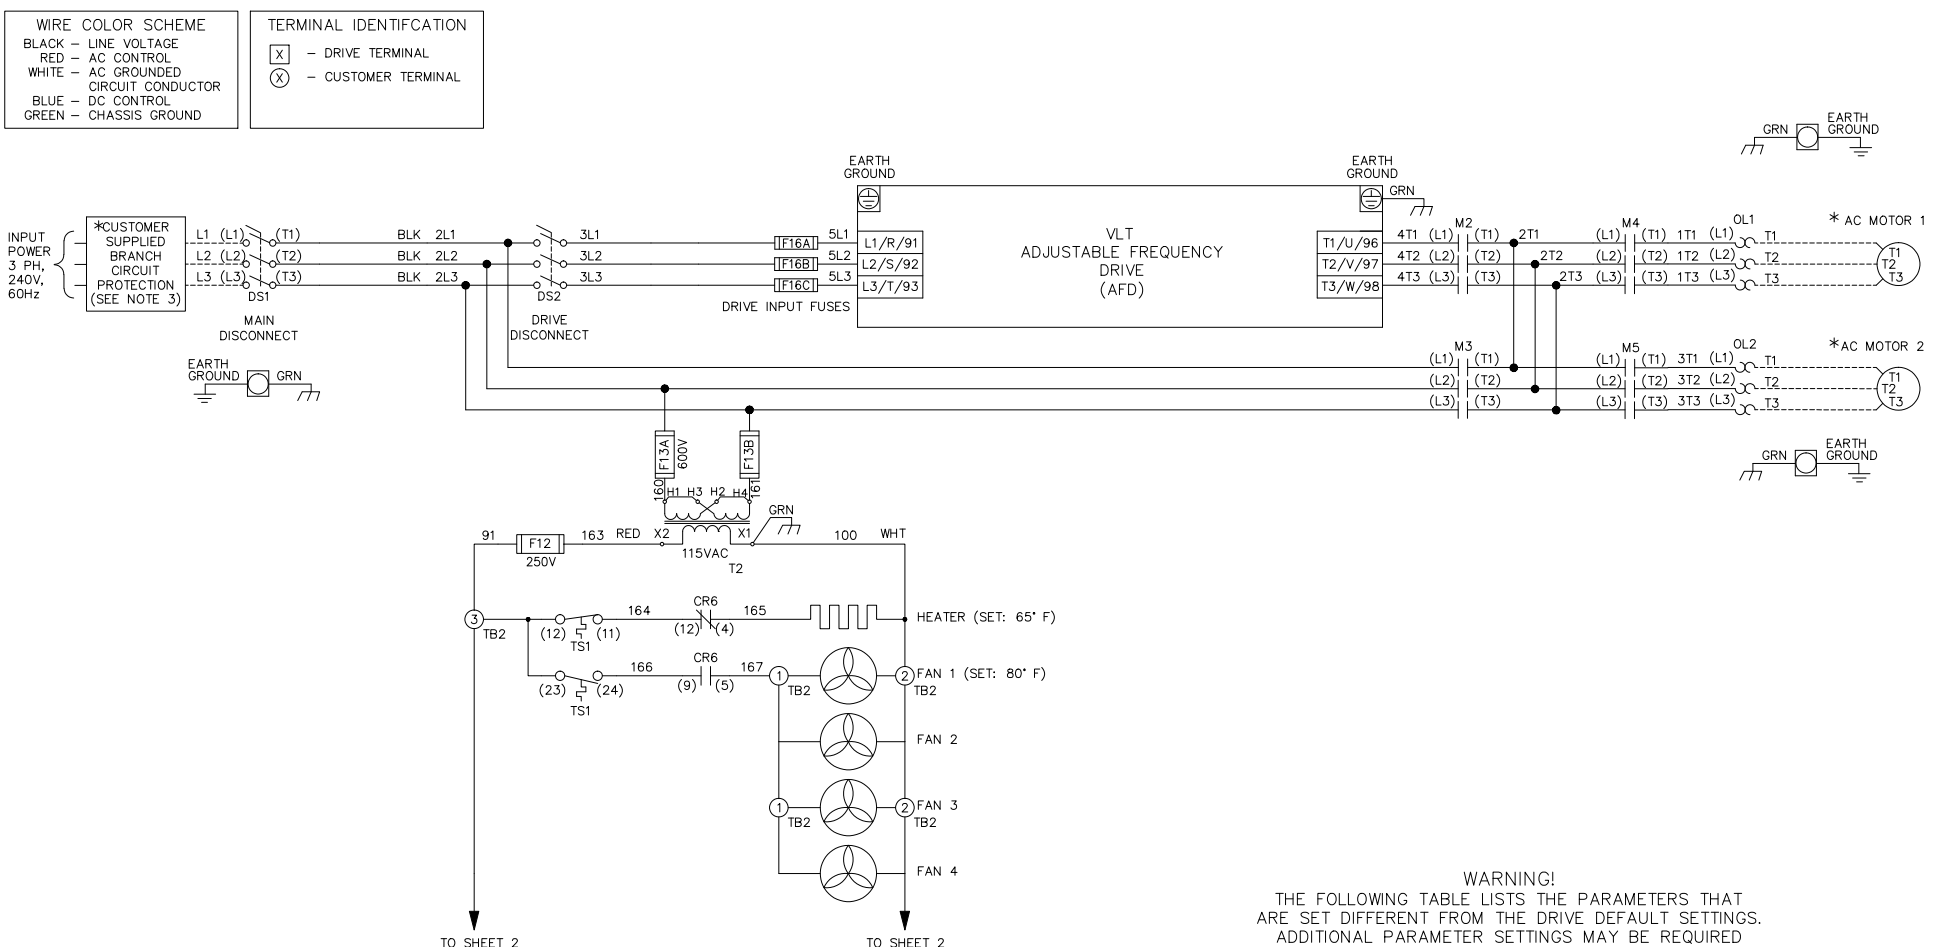 WIRE COLOR SCHEME
BLACK – LINE VOLTAGE
RED – AC CONTROL
WHITE – AC GROUNDED
CIRCUIT CONDUCTOR
BLUE – DC CONTROL
GREEN – CHASSIS GROUND
TERMINAL IDENTIFCATION
X – DRIVE TERMINAL
X – CUSTOMER TERMINAL
GRN
EARTH
GROUND
INPUT
POWER
3 PH,
240V,
60Hz
*CUSTOMER
SUPPLIED
BRANCH
CIRCUIT
PROTECTION
(SEE NOTE 3)
L1 (L1) (T1) BLK 2L1 3L1 F16A 5L1 L1/R/91
L2 (L2) (T2) BLK 2L2 3L2 F16B 5L2 L2/S/92
L3 (L3) (T3) BLK 2L3 3L3 F16C 5L3 L3/T/93
DS1
MAIN
DISCONNECT
DS2
DRIVE
DISCONNECT
DRIVE INPUT FUSES
EARTH
GROUND
VLT
ADJUSTABLE FREQUENCY
DRIVE
(AFD)
EARTH
GROUND
GRN
M2 M4 OL1 * AC MOTOR 1
T1/U/96 4T1 (L1) (T1) 2T1 (L1) (T1) 1T1 (L1) T1 T1
T2/V/97 4T2 (L2) (T2) 2T2 (L2) (T2) 1T2 (L2) T2 T2
T3/W/98 4T3 (L3) (T3) 2T3 (L3) (T3) 1T3 (L3) T3 T3
EARTH
GROUND GRN
M3 M5 OL2 *AC MOTOR 2
(L1) (T1) (L1) (T1) 3T1 (L1) T1 T1
(L2) (T2) (L2) (T2) 3T2 (L2) T2 T2
(L3) (T3) (L3) (T3) 3T3 (L3) T3 T3
GRN
EARTH
GROUND
F13A
600V
F13B
160 H1 H3 H2 H4 161
GRN
91 F12 163 RED X2 X1 100 WHT
250V
115VAC
T2
3 TB2
(12) (11) TS1 164 CR6 (12) (4) 165 HEATER (SET: 65° F)
(23) (24) TS1 166 CR6 (9) (5) 167 1 TB2 2 TB2 FAN 1 (SET: 80° F)
FAN 2
1 TB2 2 TB2 FAN 3
FAN 4
TO SHEET 2
TO SHEET 2
WARNING!
THE FOLLOWING TABLE LISTS THE PARAMETERS THAT
ARE SET DIFFERENT FROM THE DRIVE DEFAULT SETTINGS.
ADDITIONAL PARAMETER SETTINGS MAY BE REQUIRED